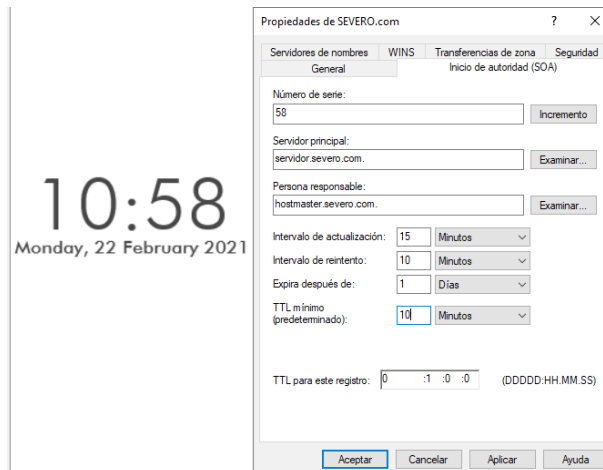 10:58
Monday, 22 February 2021
Propiedades de SEVERO.com
?
Servidores de nombres WINS Transferencias de zona Seguridad
General Inicio de autoridad (SOA)
Número de serie:
58 Incremento
Servidor principal:
servidor.severo.com. Examinar...
Persona responsable:
hostmaster.severo.com. Examinar...
Intervalo de actualización: 15 Minutos
Intervalo de reintento: 10 Minutos
Expira después de: 1 Días
TTL mínimo
(predeterminado): 10 Minutos
TTL para este registro: 0 :1 :0 :0 (DDDDD:HH.MM.SS)
Aceptar Cancelar Aplicar Ayuda